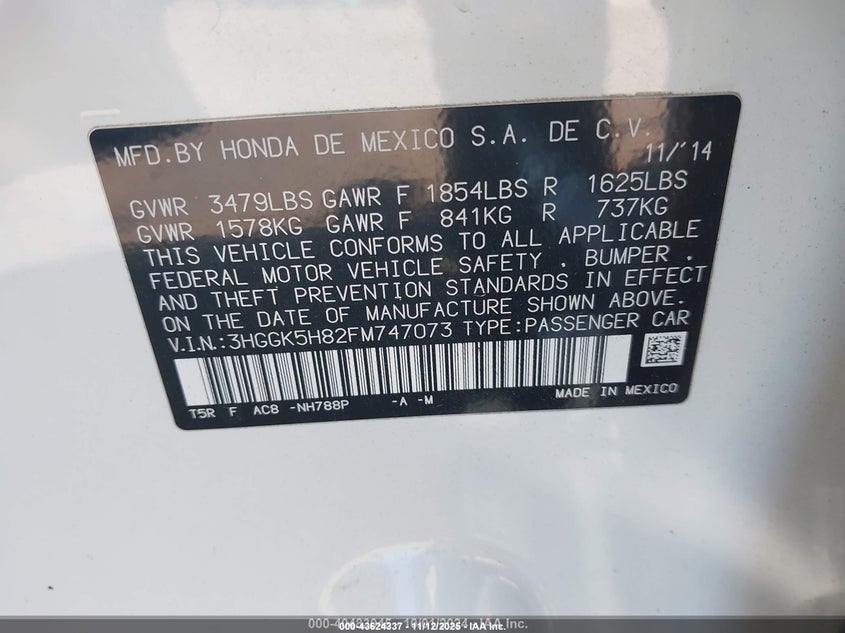 MFD.BY HONDA DE MEXICO S.A. DE C.V.
11/'14
GVWR 3479LBS GAWR F 1854LBS R 1625LBS
GVWR 1578KG GAWR F 841KG R 737KG
THIS VEHICLE CONFORMS TO ALL APPLICABLE
FEDERAL MOTOR VEHICLE SAFETY , BUMPER ,
AND THEFT PREVENTION STANDARDS IN EFFECT
ON THE DATE OF MANUFACTURE SHOWN ABOVE.
V.I.N.:3HGGK5H82FM747073 TYPE:PASSENGER CAR
T5R F AC8 -NH788P -A -M MADE IN MEXICO
000-43624337 - 11/12/2025 - IAA Inc.